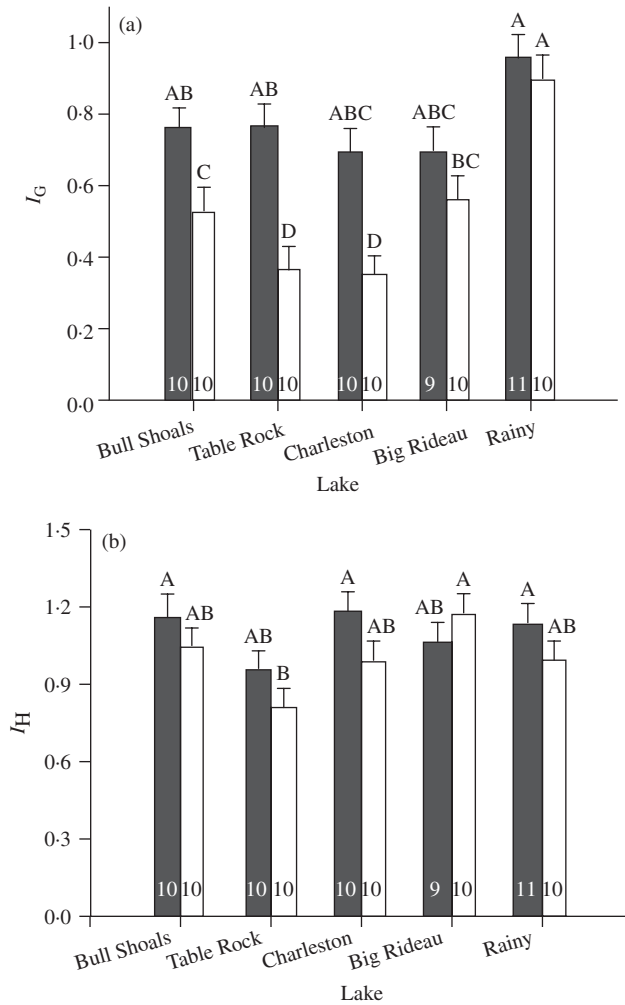 (a)
1·0
0·8
0·6
0·4
0·2
0·0
I_G
AB
C
AB
D
ABC
D
ABC
BC
A
A
10 10 10 10 10 10 9 10 11 10
Bull Shoals Table Rock Charleston Big Rideau Rainy
Lake
(b)
1·5
1·2
0·9
0·6
0·3
0·0
I_H
A
AB
AB
B
A
AB
AB
A
A
AB
10 10 10 10 10 10 9 10 11 10
Bull Shoals Table Rock Charleston Big Rideau Rainy
Lake